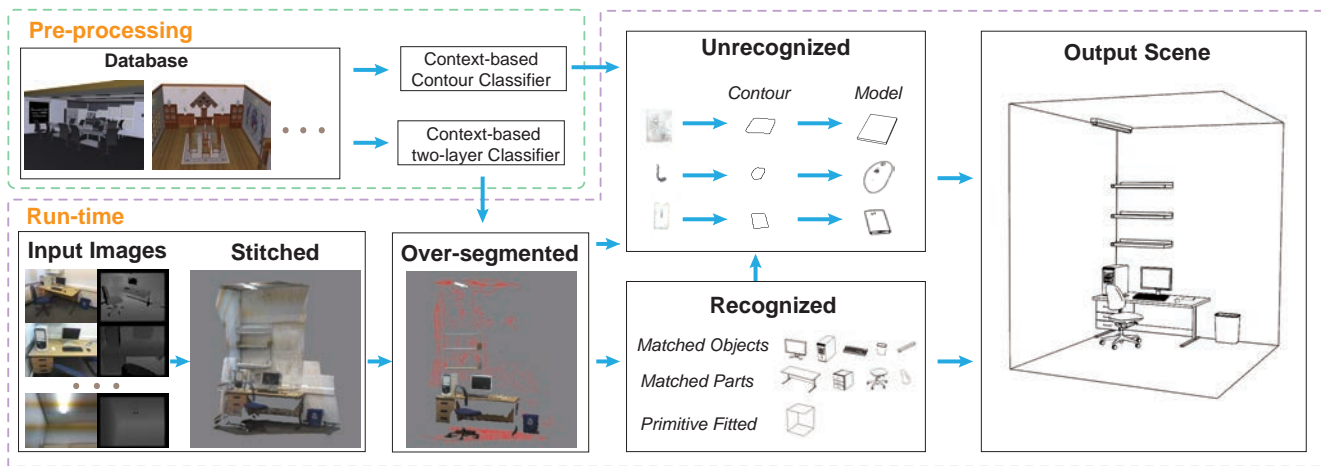 Pre-processing
Database
Context-based
Contour Classifier
Context-based
two-layer Classifier
Unrecognized
Contour
Model
Output Scene
Run-time
Input Images
Stitched
Over-segmented
Recognized
Matched Objects
Matched Parts
Primitive Fitted